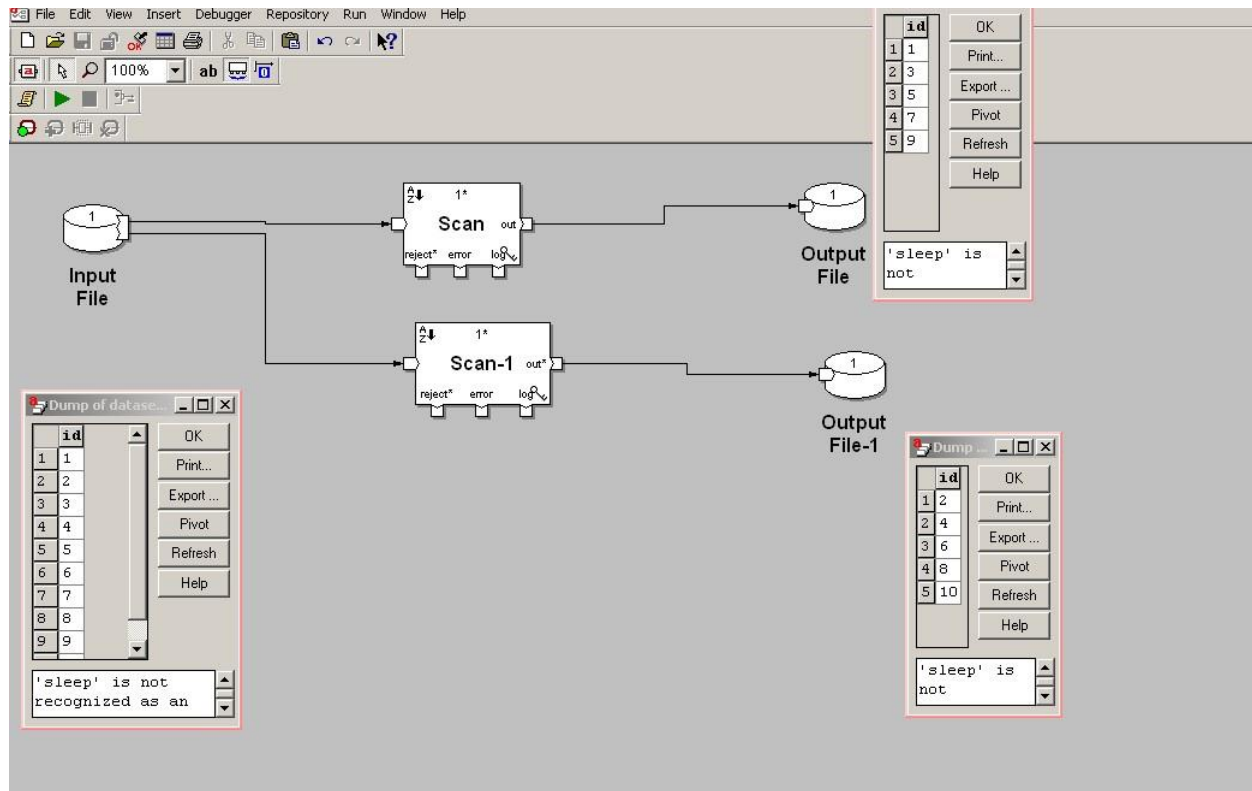 File Edit View Insert Debugger Repository Run Window Help
100% ab
id
1 1
2 3
3 5
4 7
5 9
OK
Print...
Export ...
Pivot
Refresh
Help
'sleep' is
not
1
Input
File
1*
Scan out
reject* error log
1
Output
File
1*
Scan-1 out*
reject* error log
1
Output
File-1
Dump of datase...
id
1 1
2 2
3 3
4 4
5 5
6 6
7 7
8 8
9 9
OK
Print...
Export ...
Pivot
Refresh
Help
'sleep' is not
recognized as an
Dump ...
id
1 2
2 4
3 6
4 8
5 10
OK
Print...
Export ...
Pivot
Refresh
Help
'sleep' is
not